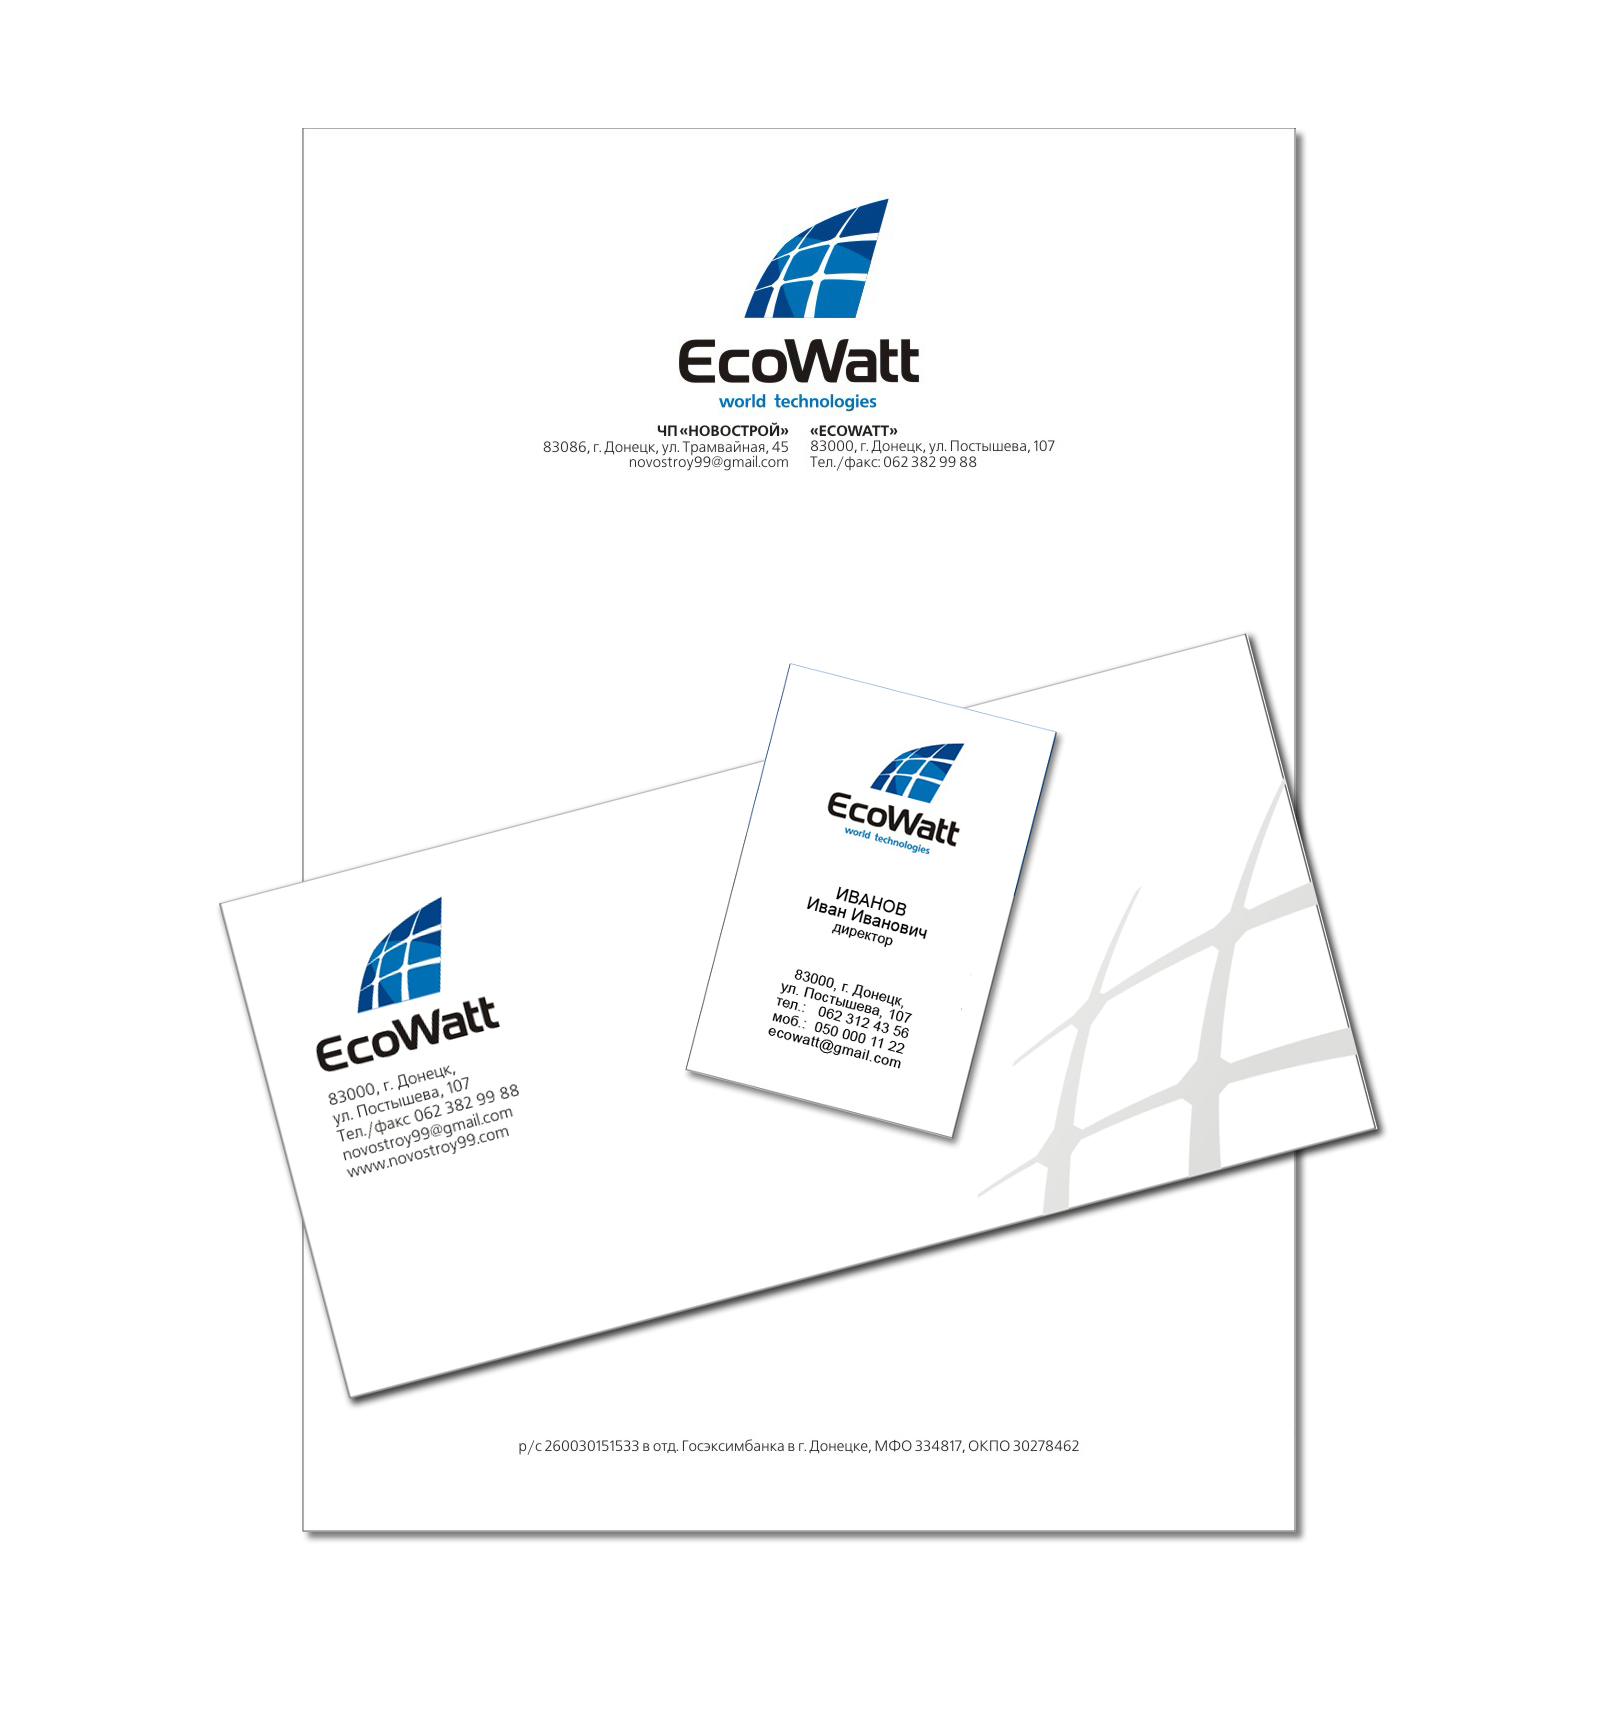 EcoWatt
world technologies
ЧП «НОВОСТРОЙ»
83086, г. Донецк, ул. Трамвайная, 45
novostroy99@gmail.com
«ECOWATT»
83000, г. Донецк, ул. Постышева, 107
Тел./факс: 062 382 99 88
EcoWatt
world technologies
ИВАНОВ
Иван Иванович
директор
83000, г. Донецк,
ул. Постышева, 107
тел.: 062 312 43 56
моб.: 050 000 11 22
ecowatt@gmail.com
EcoWatt
83000, г. Донецк,
ул. Постышева, 107
Тел./факс 062 382 99 88
novostroy99@gmail.com
www.novostroy99.com
р/с 260030151533 в отд. Госэксимбанка в г. Донецке, МФО 334817, ОКПО 30278462